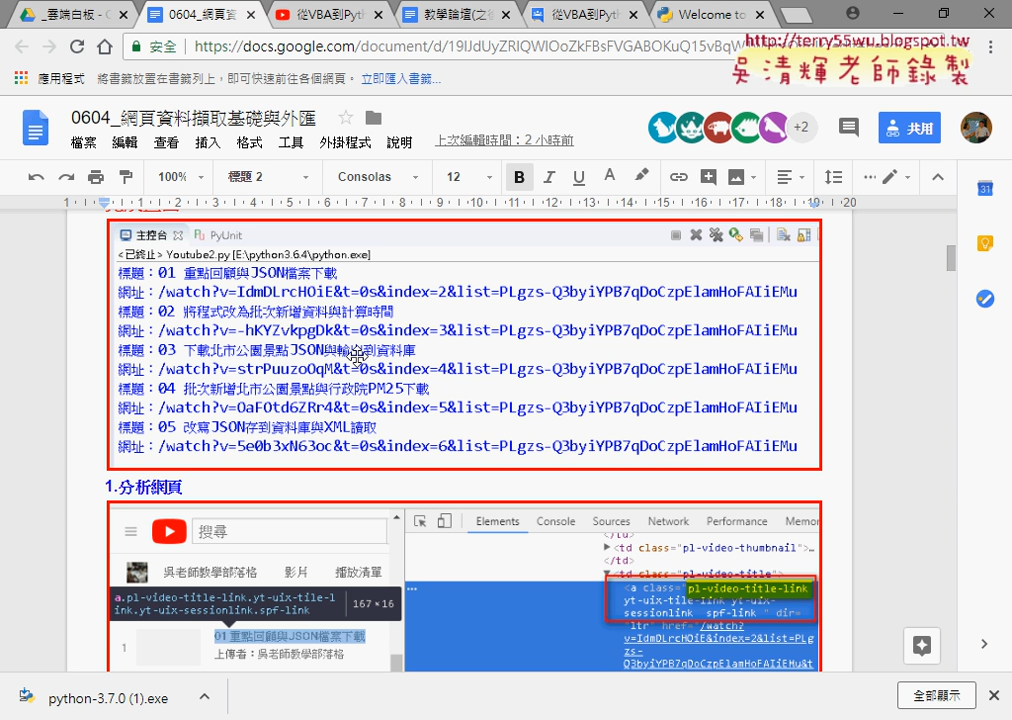 _雲端白板 - C
0604_網頁資
從VBA到Pyth
教學論壇(之後
從VBA到Pyth
Welcome to
安全
https://docs.google.com/document/d/19IJdUyZRIQWIOoZkFBsFVGABOKuQ15vBqW
http://terry55wu.blogspot.tw
吳清輝老師錄製
應用程式
將書籤放置在書籤列上，即可快速前往各個網頁。
立即匯入書籤...
0604_網頁資料擷取基礎與外匯
檔案 編輯 查看 插入 格式 工具 外掛程式 說明
上次編輯時間：2 小時前
+2
共用
100%
標題 2
Consolas
12
B I U A
主控台
PyUnit
<已終止> Youtube2.py [E:\python3.6.4\python.exe]
標題：01 重點回顧與JSON檔案下載
網址：/watch?v=IdmDLrcHOiE&t=0s&index=2&list=PLgzs-Q3byiYPB7qDoCzpElamHoFAIiEMu
標題：02 將程式改為批次新增資料與計算時間
網址：/watch?v=-hKYZvkpgDk&t=0s&index=3&list=PLgzs-Q3byiYPB7qDoCzpElamHoFAIiEMu
標題：03 下載北市公園景點JSON與輸出到資料庫
網址：/watch?v=strPuuzoOqM&t=0s&index=4&list=PLgzs-Q3byiYPB7qDoCzpElamHoFAIiEMu
標題：04 批次新增北市公園景點與行政院PM25下載
網址：/watch?v=OaFOtd6ZRr4&t=0s&index=5&list=PLgzs-Q3byiYPB7qDoCzpElamHoFAIiEMu
標題：05 改寫JSON存到資料庫與XML讀取
網址：/watch?v=5e0b3xN63oc&t=0s&index=6&list=PLgzs-Q3byiYPB7qDoCzpElamHoFAIiEMu
1.分析網頁
搜尋
Elements Console Sources Network Performance Memor
</td>
<td class="pl-video-thumbnail">…
</td>
<td class="pl-video-title">
<a class="pl-video-title-link
yt-uix-tile-link yt-uix-
sessionlink spf-link " dir=
"ltr" href="/watch?
v=IdmDLrcHOiE&index=2&list=PLg
zs-
Q3byiYPB7qDoCzpElamHoFAIiEMu&t
吳老師教學部落格
影片
播放清單
a.pl-video-title-link.yt-uix-tile-l
ink.yt-uix-sessionlink.spf-link
167×16
1
01 重點回顧與JSON檔案下載
上傳者：吳老師教學部落格
python-3.7.0 (1).exe
全部顯示